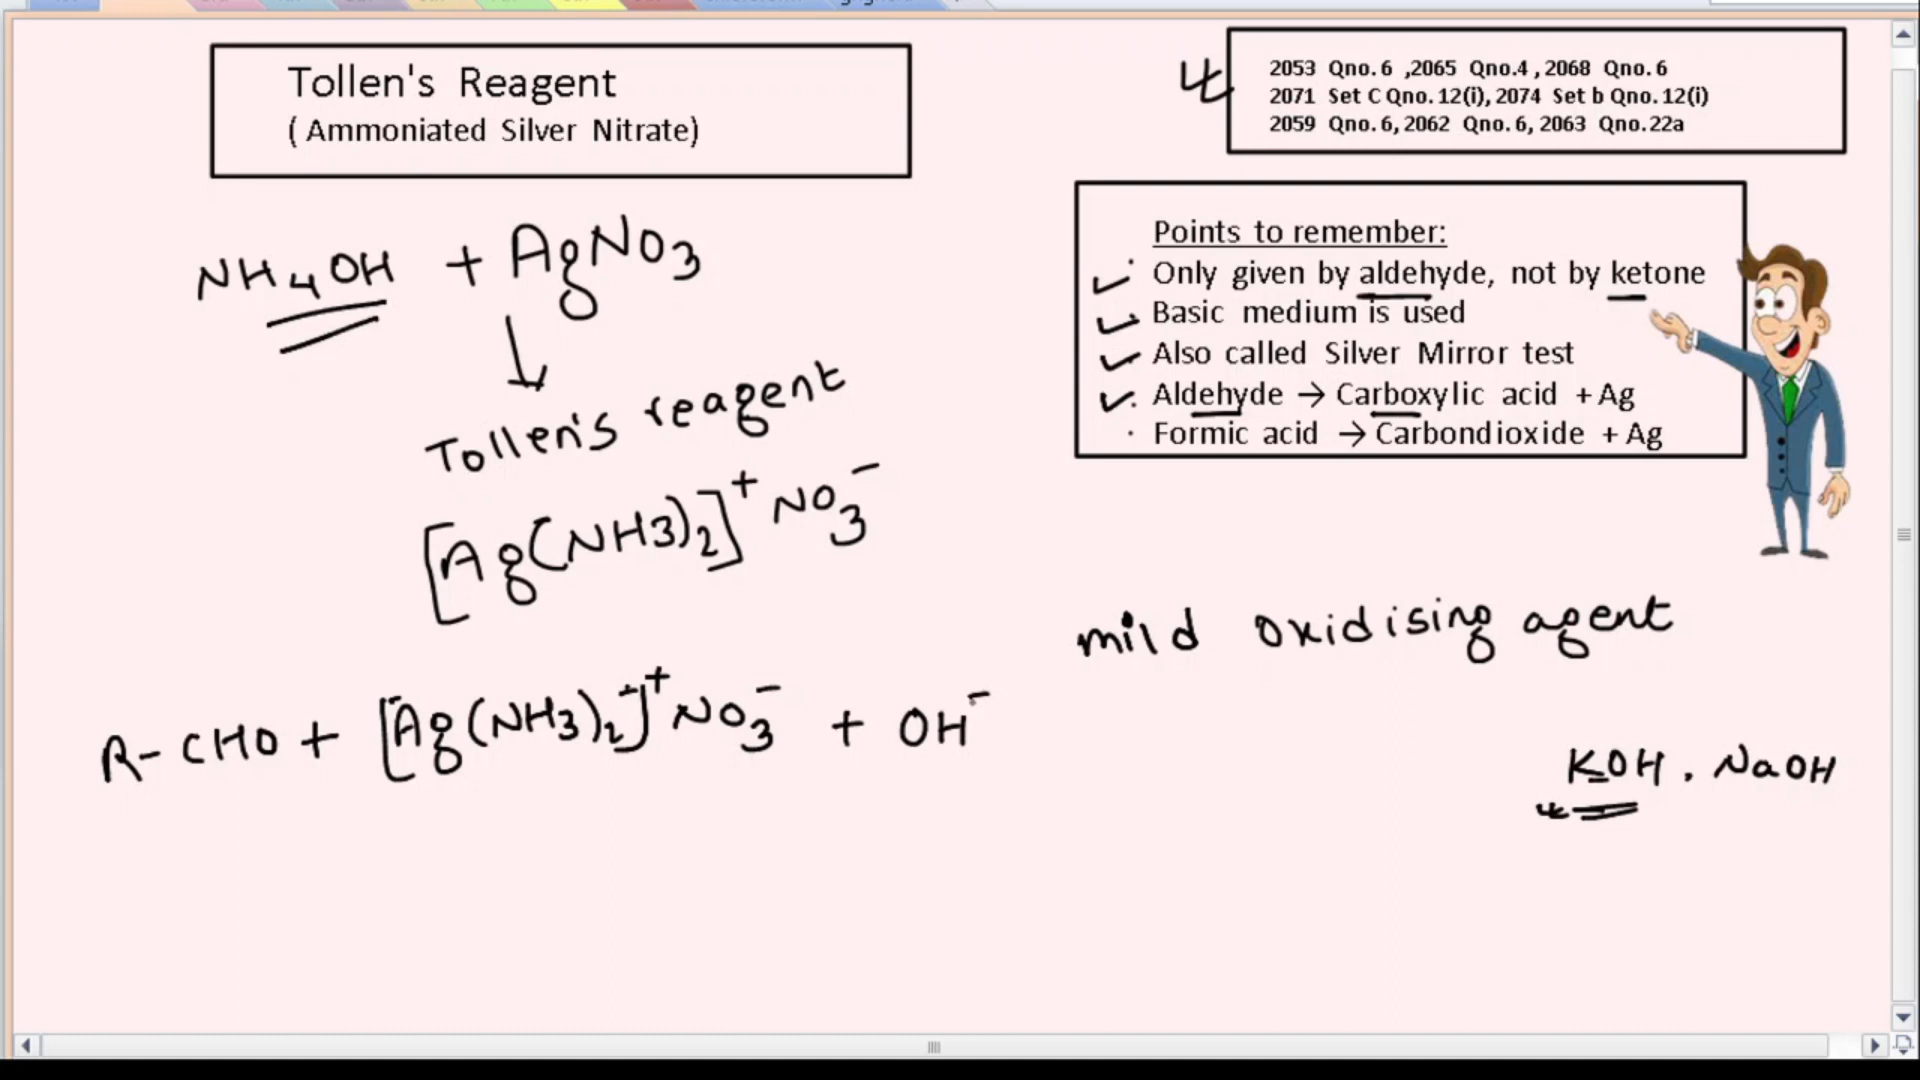 Tollen's Reagent
( Ammoniated Silver Nitrate)
2053 Qno. 6 ,2065 Qno.4 , 2068 Qno. 6
2071 Set C Qno. 12(i), 2074 Set b Qno. 12(i)
2059 Qno. 6, 2062 Qno. 6, 2063 Qno.22a
Points to remember:
Only given by aldehyde, not by ketone
Basic medium is used
Also called Silver Mirror test
Aldehyde → Carboxylic acid + Ag
Formic acid → Carbondioxide + Ag
NH4OH + AgNO3
↓
Tollen's reagent
[Ag(NH3)2]+ NO3-
mild oxidising agent
R-CHO + [Ag(NH3)2]+ NO3- + OH-
KOH . NaOH